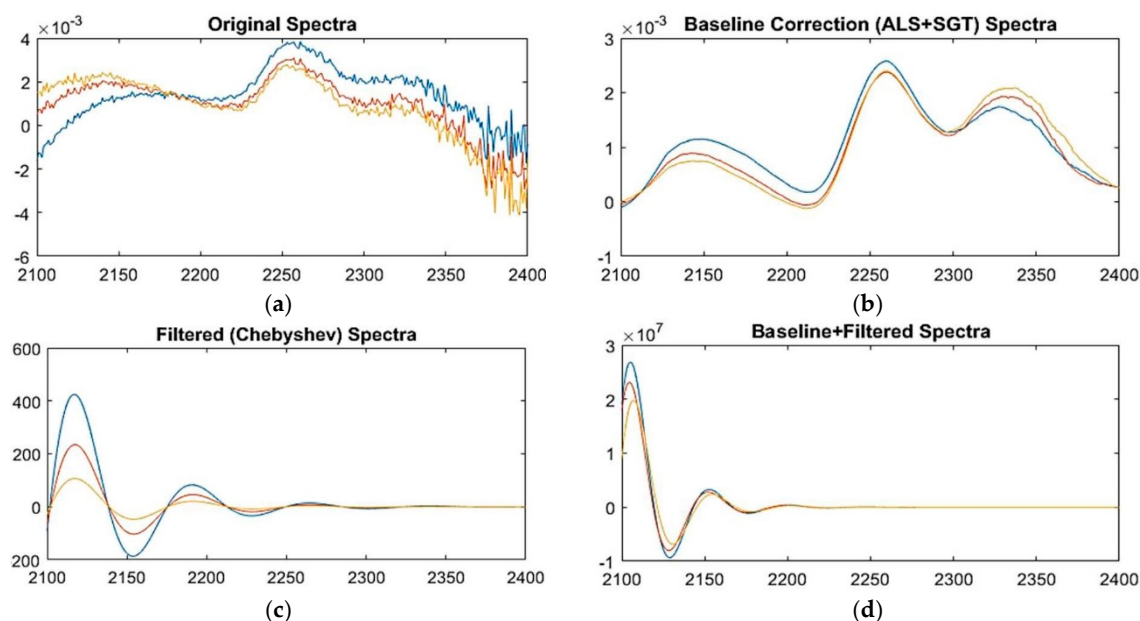 Original Spectra
×10⁻³
4
2
0
-2
-4
-6
2100 2150 2200 2250 2300 2350 2400
(a)
Baseline Correction (ALS+SGT) Spectra
×10⁻³
3
2
1
0
-1
2100 2150 2200 2250 2300 2350 2400
(b)
Filtered (Chebyshev) Spectra
600
400
200
0
200
2100 2150 2200 2250 2300 2350 2400
(c)
Baseline+Filtered Spectra
×10⁷
3
2
1
0
-1
2100 2150 2200 2250 2300 2350 2400
(d)